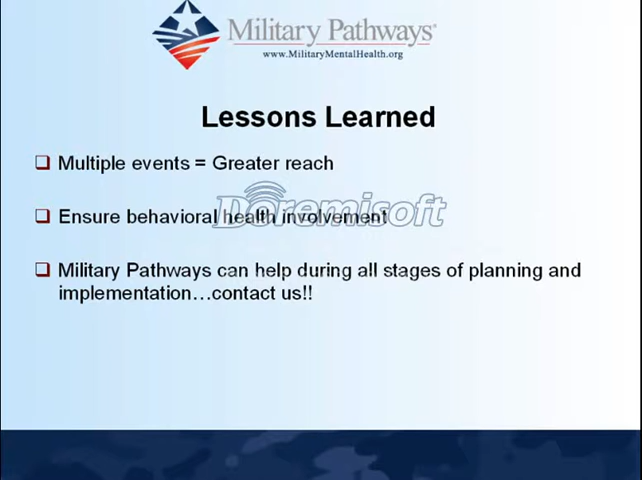 Military Pathways®
www.MilitaryMentalHealth.org
Lessons Learned
Multiple events = Greater reach
Doremisoft
Ensure behavioral health involvement
Military Pathways can help during all stages of planning and
implementation…contact us!!